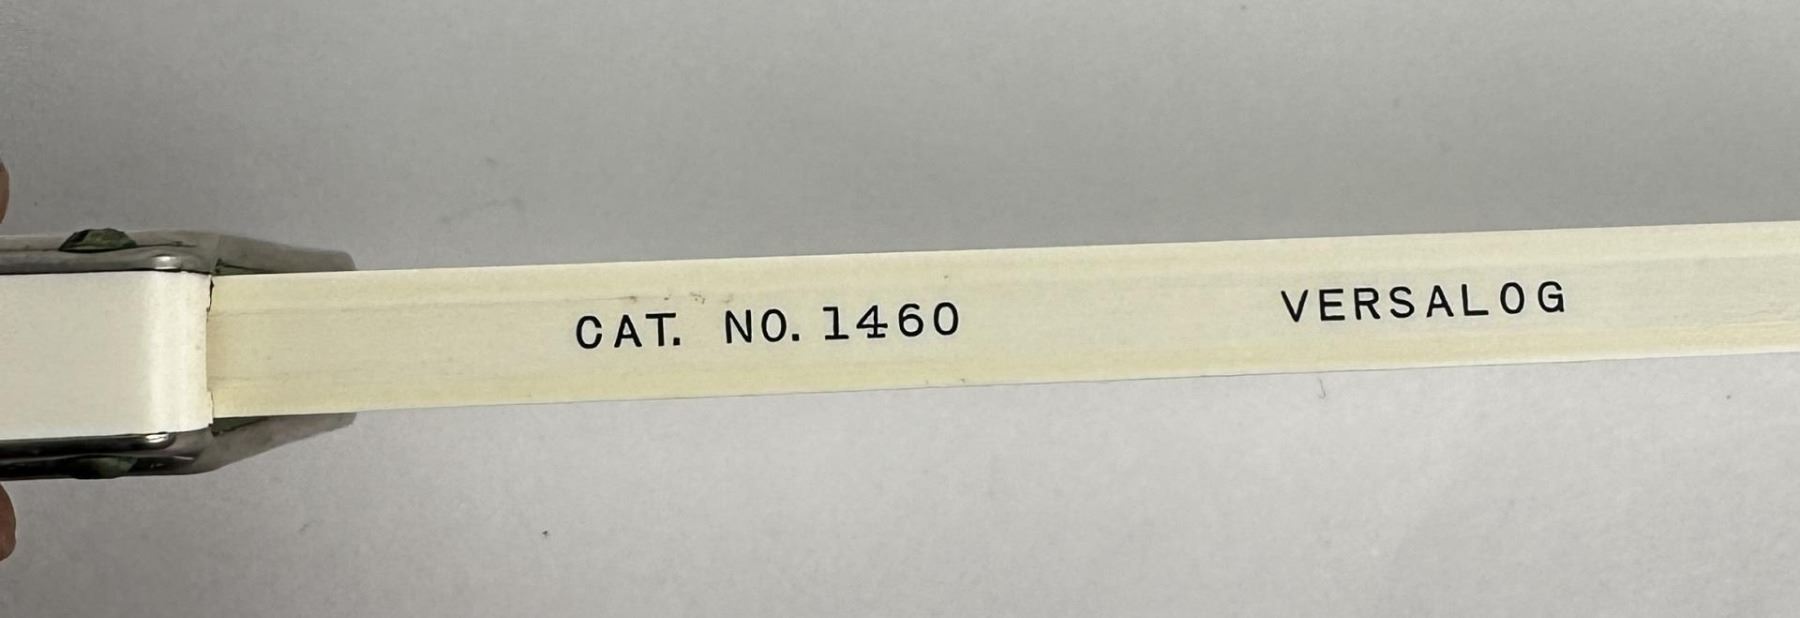 CAT. NO. 1460 VERSALOG